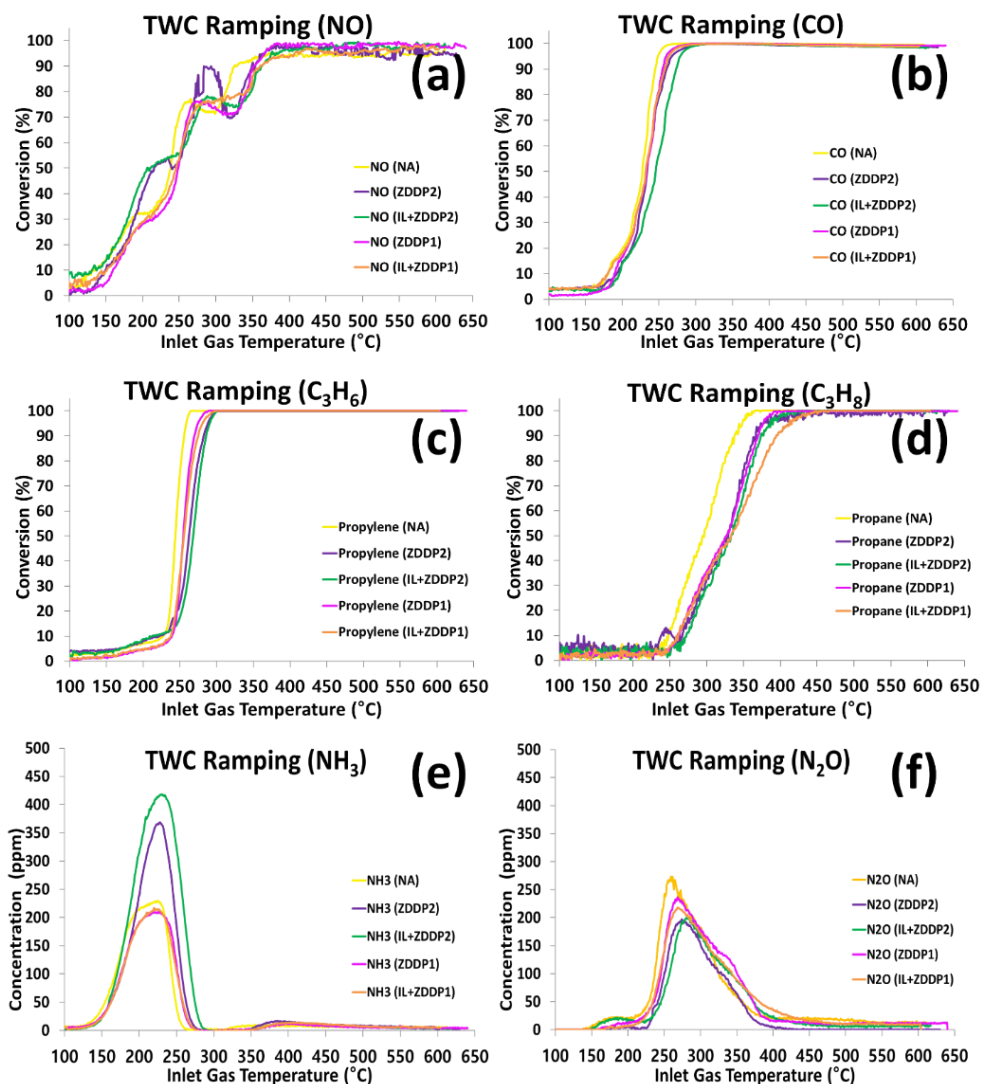 TWC Ramping (NO)
(a)
100
90
80
70
60
50
40
30
20
10
0
Conversion (%)
NO (NA)
NO (ZDDP2)
NO (IL+ZDDP2)
NO (ZDDP1)
NO (IL+ZDDP1)
100 150 200 250 300 350 400 450 500 550 600 650
Inlet Gas Temperature (°C)
TWC Ramping (CO)
(b)
100
90
80
70
60
50
40
30
20
10
0
Conversion (%)
CO (NA)
CO (ZDDP2)
CO (IL+ZDDP2)
CO (ZDDP1)
CO (IL+ZDDP1)
100 150 200 250 300 350 400 450 500 550 600 650
Inlet Gas Temperature (°C)
TWC Ramping (C₃H₆)
(c)
100
90
80
70
60
50
40
30
20
10
0
Conversion (%)
Propylene (NA)
Propylene (ZDDP2)
Propylene (IL+ZDDP2)
Propylene (ZDDP1)
Propylene (IL+ZDDP1)
100 150 200 250 300 350 400 450 500 550 600 650
Inlet Gas Temperature (°C)
TWC Ramping (C₃H₈)
(d)
100
90
80
70
60
50
40
30
20
10
0
Conversion (%)
Propane (NA)
Propane (ZDDP2)
Propane (IL+ZDDP2)
Propane (ZDDP1)
Propane (IL+ZDDP1)
100 150 200 250 300 350 400 450 500 550 600 650
Inlet Gas Temperature (°C)
TWC Ramping (NH₃)
(e)
500
450
400
350
300
250
200
150
100
50
0
Concentration (ppm)
NH3 (NA)
NH3 (ZDDP2)
NH3 (IL+ZDDP2)
NH3 (ZDDP1)
NH3 (IL+ZDDP1)
100 150 200 250 300 350 400 450 500 550 600 650
Inlet Gas Temperature (°C)
TWC Ramping (N₂O)
(f)
500
450
400
350
300
250
200
150
100
50
0
Concentration (ppm)
N2O (NA)
N2O (ZDDP2)
N2O (IL+ZDDP2)
N2O (ZDDP1)
N2O (IL+ZDDP1)
100 150 200 250 300 350 400 450 500 550 600 650
Inlet Gas Temperature (°C)